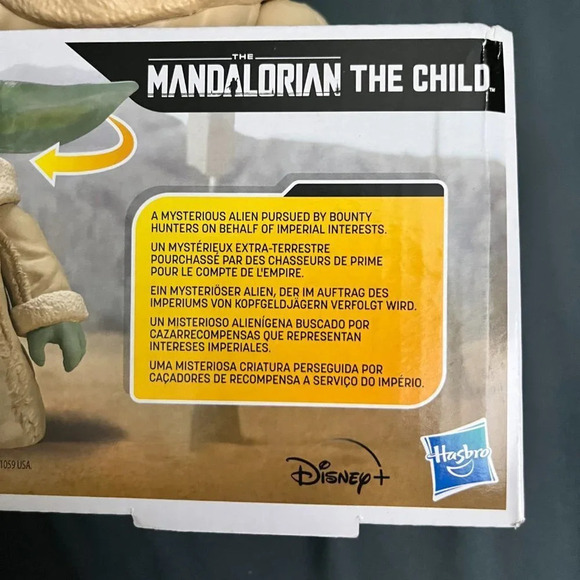 THE
MANDALORIAN THE CHILD™
A MYSTERIOUS ALIEN PURSUED BY BOUNTY
HUNTERS ON BEHALF OF IMPERIAL INTERESTS.
UN MYSTÉRIEUX EXTRA-TERRESTRE
POURCHASSÉ PAR DES CHASSEURS DE PRIME
POUR LE COMPTE DE L'EMPIRE.
EIN MYSTERIÖSER ALIEN, DER IM AUFTRAG DES
IMPERIUMS VON KOPFGELDJÄGERN VERFOLGT WIRD.
UN MISTERIOSO ALIENÍGENA BUSCADO POR
CAZARRECOMPENSAS QUE REPRESENTAN
INTERESES IMPERIALES.
UMA MISTERIOSA CRIATURA PERSEGUIDA POR
CAÇADORES DE RECOMPENSA A SERVIÇO DO IMPÉRIO.
1059 USA.
Disney+
Hasbro